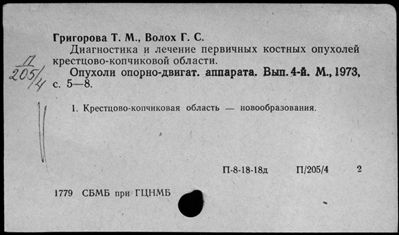 Григорова Т. М., Волох Г. С.
Диагностика и лечение первичных костных опухолей
крестцово-копчиковой области.
П
205/4
Опухоли опорно-двигат. аппарата. Вып. 4-й. М., 1973,
с. 5—8.
1. Крестцово-копчиковая область — новообразования.
П-8-18-18д П/205/4 2
1779 СБМБ при ГЦНМБ